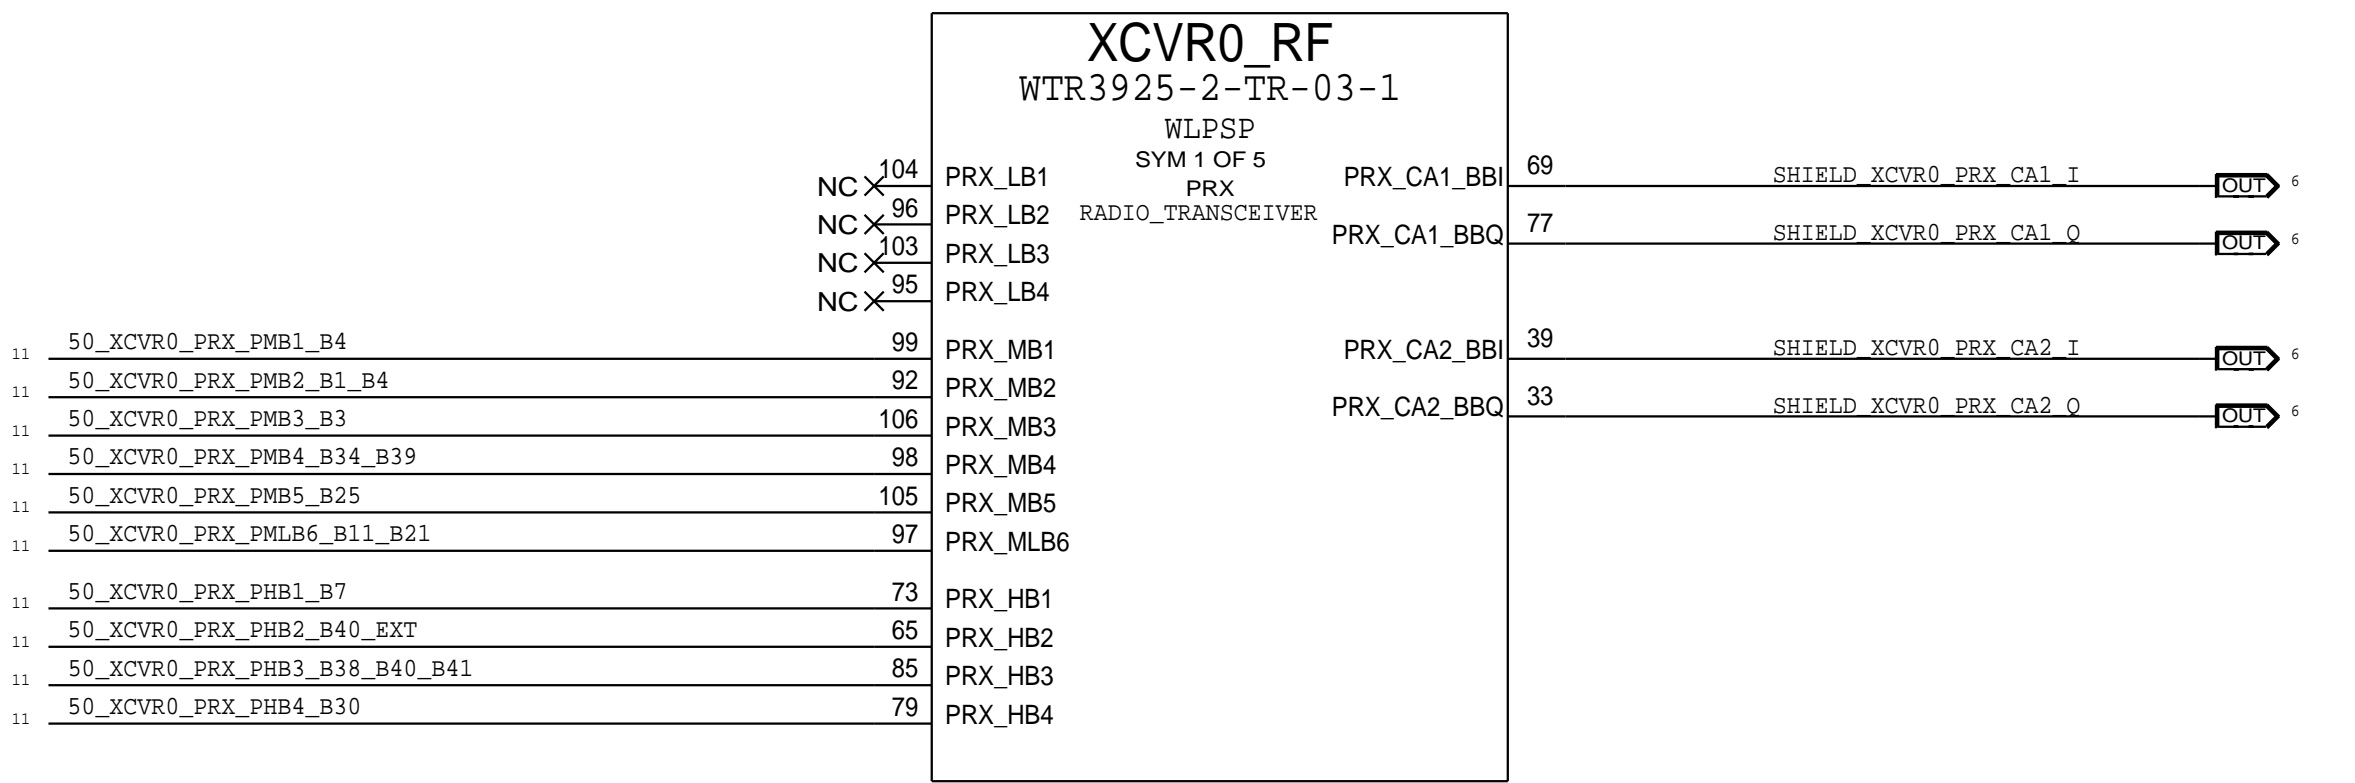 XCVR0_RF
WTR3925-2-TR-03-1
WLPSP
SYM 1 OF 5
PRX
RADIO_TRANSCEIVER
NC 104 PRX_LB1
NC 96 PRX_LB2
NC 103 PRX_LB3
NC 95 PRX_LB4
11 50_XCVR0_PRX_PMB1_B4 99 PRX_MB1
11 50_XCVR0_PRX_PMB2_B1_B4 92 PRX_MB2
11 50_XCVR0_PRX_PMB3_B3 106 PRX_MB3
11 50_XCVR0_PRX_PMB4_B34_B39 98 PRX_MB4
11 50_XCVR0_PRX_PMB5_B25 105 PRX_MB5
11 50_XCVR0_PRX_PMLB6_B11_B21 97 PRX_MLB6
11 50_XCVR0_PRX_PHB1_B7 73 PRX_HB1
11 50_XCVR0_PRX_PHB2_B40_EXT 65 PRX_HB2
11 50_XCVR0_PRX_PHB3_B38_B40_B41 85 PRX_HB3
11 50_XCVR0_PRX_PHB4_B30 79 PRX_HB4
PRX_CA1_BBI 69 SHIELD_XCVR0_PRX_CA1_I OUT 6
PRX_CA1_BBQ 77 SHIELD_XCVR0_PRX_CA1_Q OUT 6
PRX_CA2_BBI 39 SHIELD_XCVR0_PRX_CA2_I OUT 6
PRX_CA2_BBQ 33 SHIELD_XCVR0_PRX_CA2_Q OUT 6